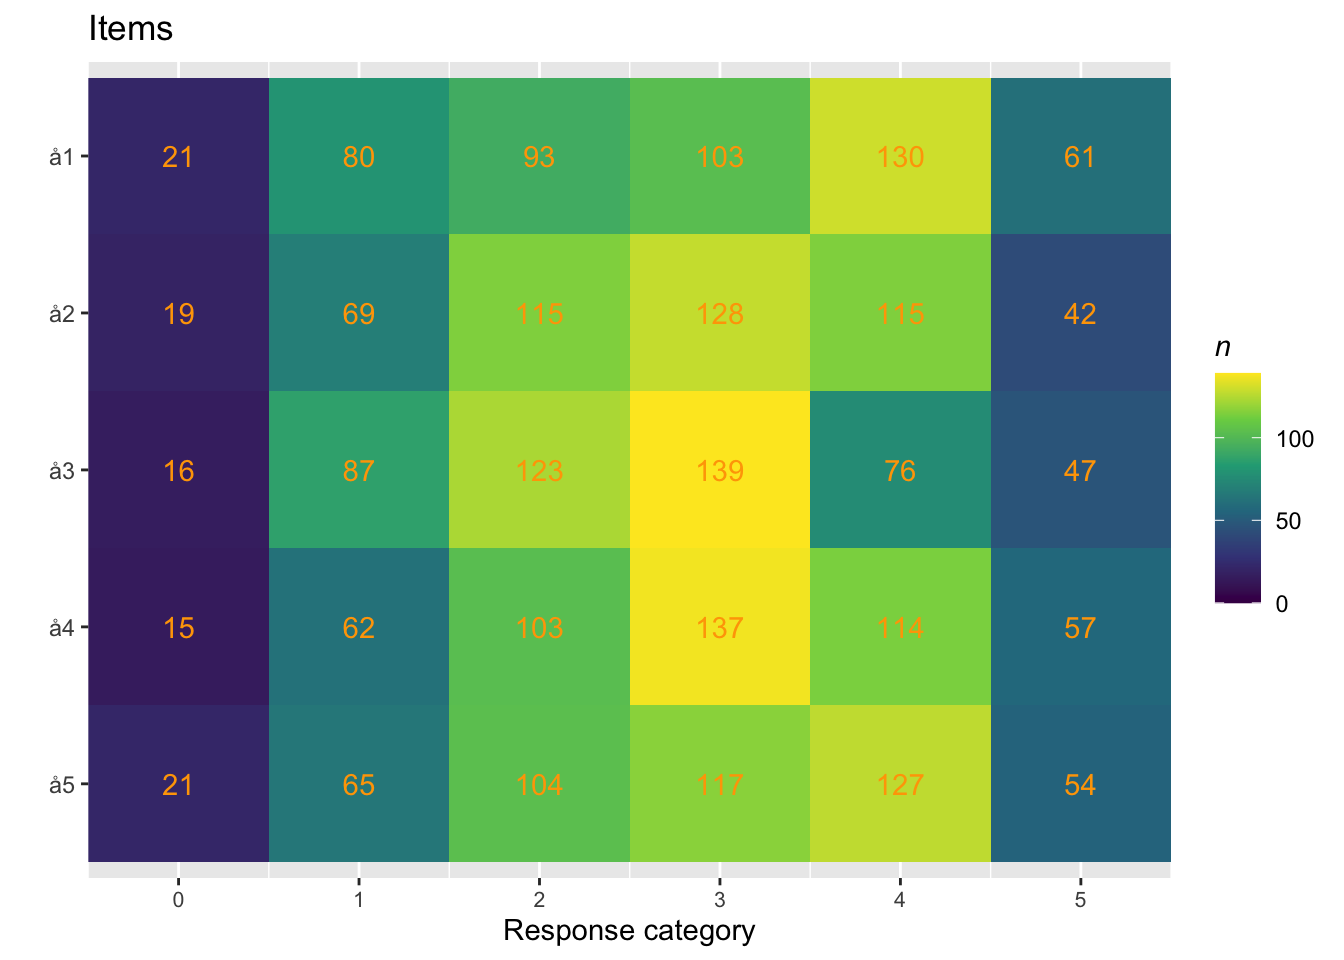 Items
å1 21 80 93 103 130 61
å2 19 69 115 128 115 42
å3 16 87 123 139 76 47
å4 15 62 103 137 114 57
å5 21 65 104 117 127 54
0 1 2 3 4 5
Response category
n
100
50
0